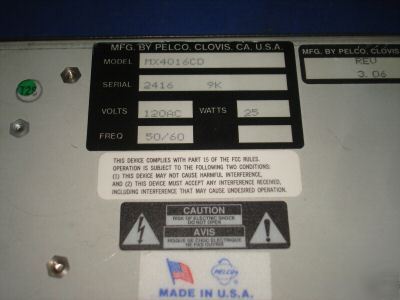 MFG. BY PELCO, CLOVIS, CA, U.S.A.
MODEL MX4016CD
SERIAL 2416 9K
VOLTS 120AC WATTS 25
FREQ 50/60
MFG. BY PELCO, CLOVIS,
REV
3.06
THIS DEVICE COMPLIES WITH PART 15 OF THE FCC RULES.
OPERATION IS SUBJECT TO THE FOLLOWING TWO CONDITIONS:
(1) THIS DEVICE MAY NOT CAUSE HARMFUL INTERFERENCE,
AND (2) THIS DEVICE MUST ACCEPT ANY INTERFERENCE RECEIVED,
INCLUDING INTERFERENCE THAT MAY CAUSE UNDESIRED OPERATION.
CAUTION
RISK OF ELECTRIC SHOCK
DO NOT OPEN
AVIS
RISQUE DE CHOC ELECTRIQUE
NE PAS OUVRIR
PELCO
MADE IN U.S.A.